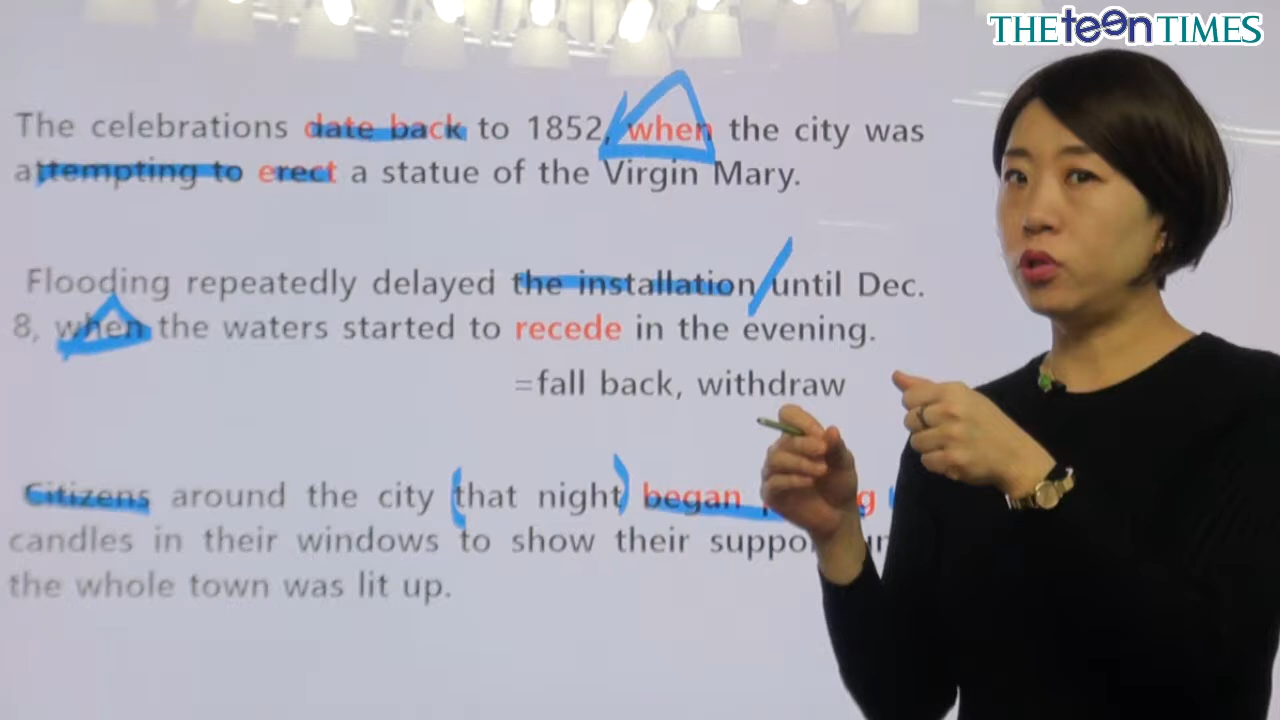 THE teen TIMES
The celebrations date back to 1852, when the city was
attempting to erect a statue of the Virgin Mary.
Flooding repeatedly delayed the installation until Dec.
8, when the waters started to recede in the evening.
=fall back, withdraw
Citizens around the city that night began
candles in their windows to show their
the whole town was lit up.